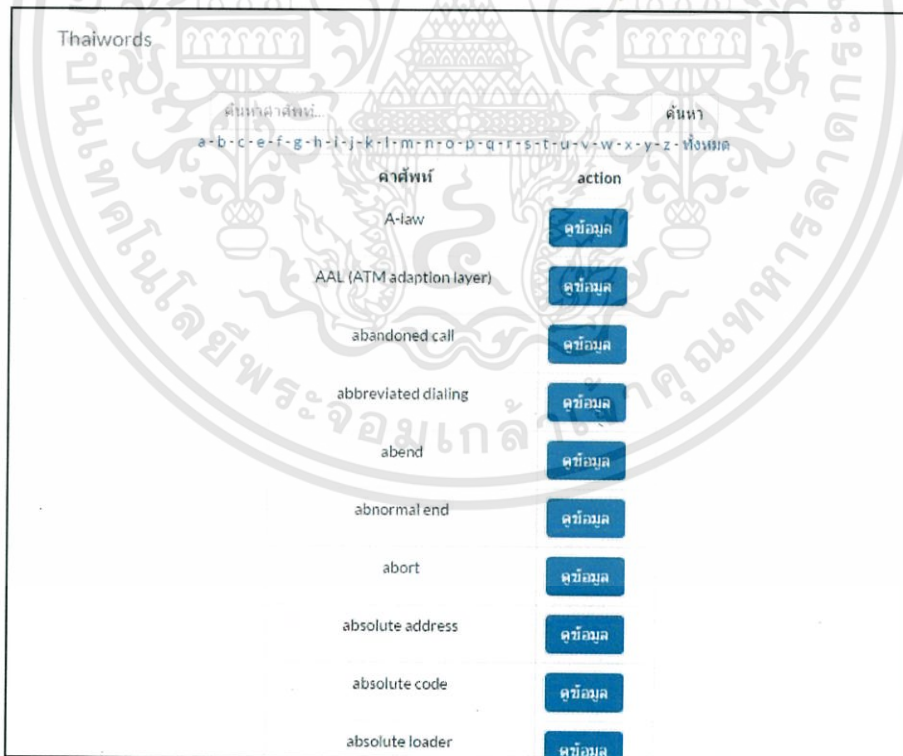 Thaiwords
ค้นหาคำศัพท์... ค้นหา
a-b-c-e-f-g-h-i-j-k-l-m-n-o-p-q-r-s-t-u-v-w-x-y-z-ทั้งหมด
คำศัพท์ action
A-law ดูข้อมูล
AAL (ATM adaption layer) ดูข้อมูล
abandoned call ดูข้อมูล
abbreviated dialing ดูข้อมูล
abend ดูข้อมูล
abnormal end ดูข้อมูล
abort ดูข้อมูล
absolute address ดูข้อมูล
absolute code ดูข้อมูล
absolute loader ดูข้อมูล